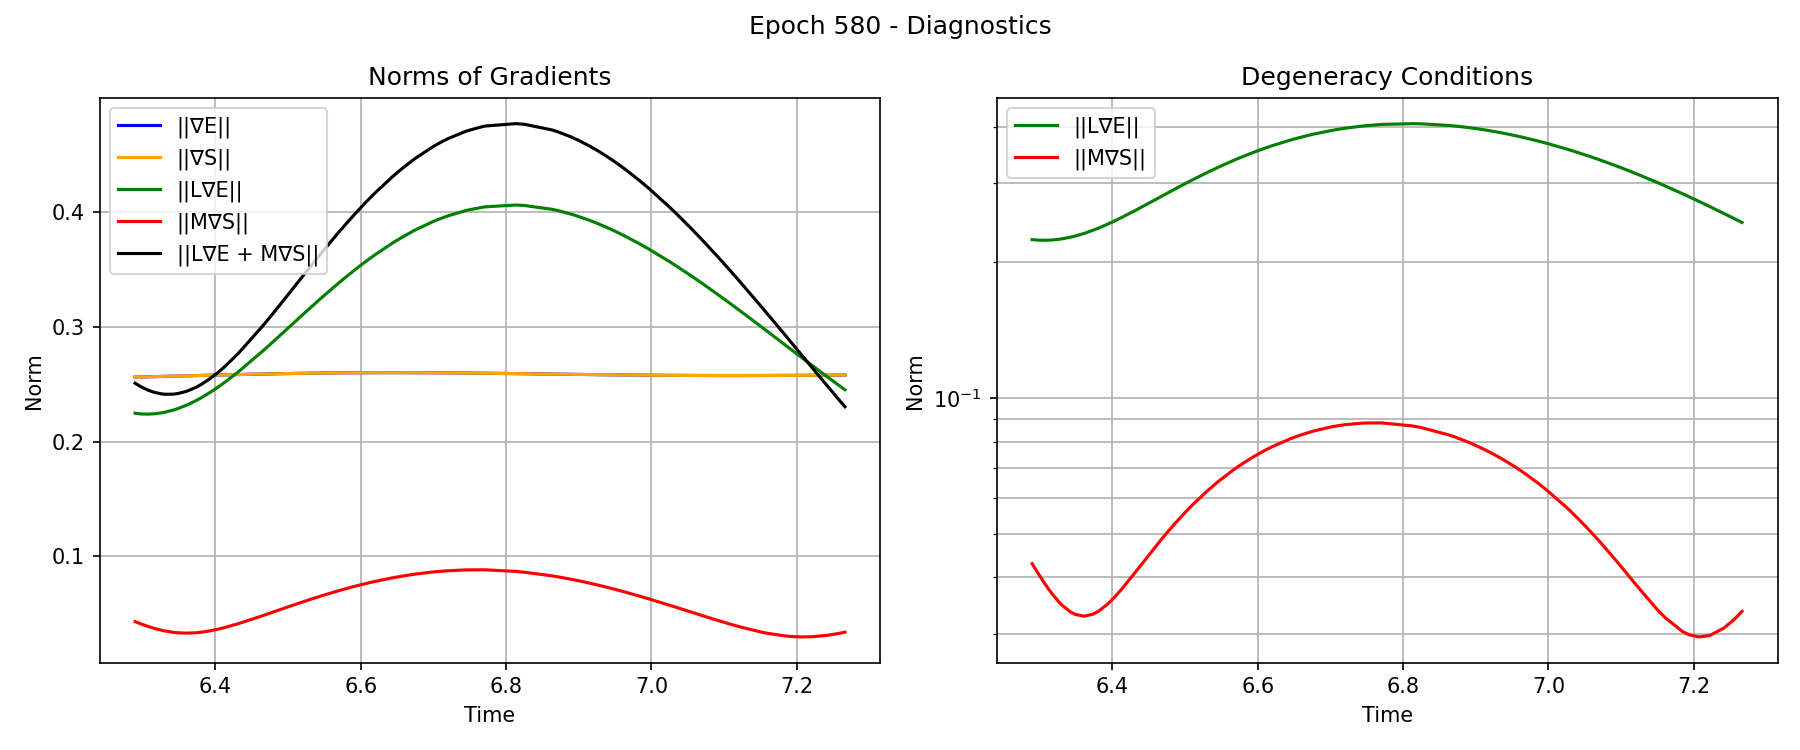 Epoch 580 - Diagnostics
Norms of Gradients
||∇E||
||∇S||
||L∇E||
||M∇S||
||L∇E + M∇S||
Norm
0.4
0.3
0.2
0.1
6.4 6.6 6.8 7.0 7.2
Time
Degeneracy Conditions
||L∇E||
||M∇S||
Norm
10⁻¹
6.4 6.6 6.8 7.0 7.2
Time